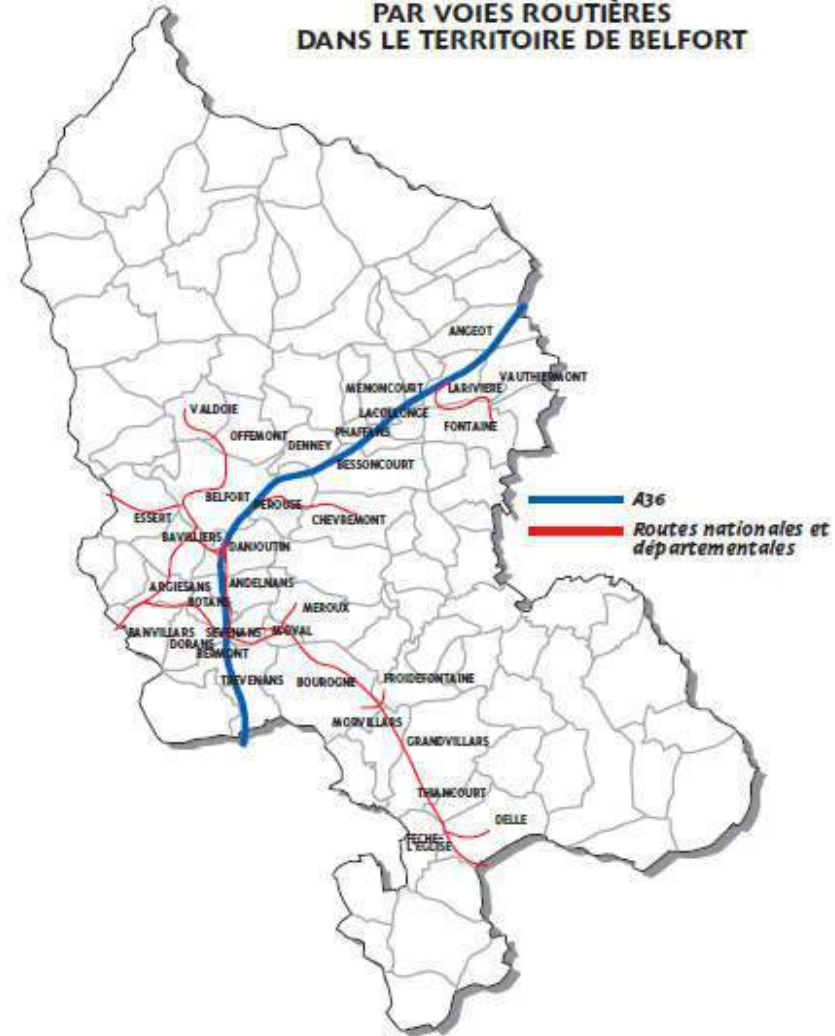 PAR VOIES ROUTIÈRES
DANS LE TERRITOIRE DE BELFORT
ANGEOT
VAUTHIERMONT
MENONCOURT
LARIVIERE
LACOLLONGE
FONTAINE
VALDOIE
OFFEMONT
DENNEY
PHAFFANS
BESSONCOURT
BELFORT
PEROUSE
CHEVREMONT
ESSERT
BAVILLIERS
DANJOUTIN
ARGIESANS
ANDELNANS
BOTANS
MEROUX
BANVILLARS
SEVENANS
MOVAL
DORANS
BERMONT
TREVENANS
BOUROGNE
FROIDEFONTAINE
MORVILLARS
GRANDVILLARS
THIANCOURT
DELLE
FECHE-
L'EGLISE
A36
Routes nationales et
départementales